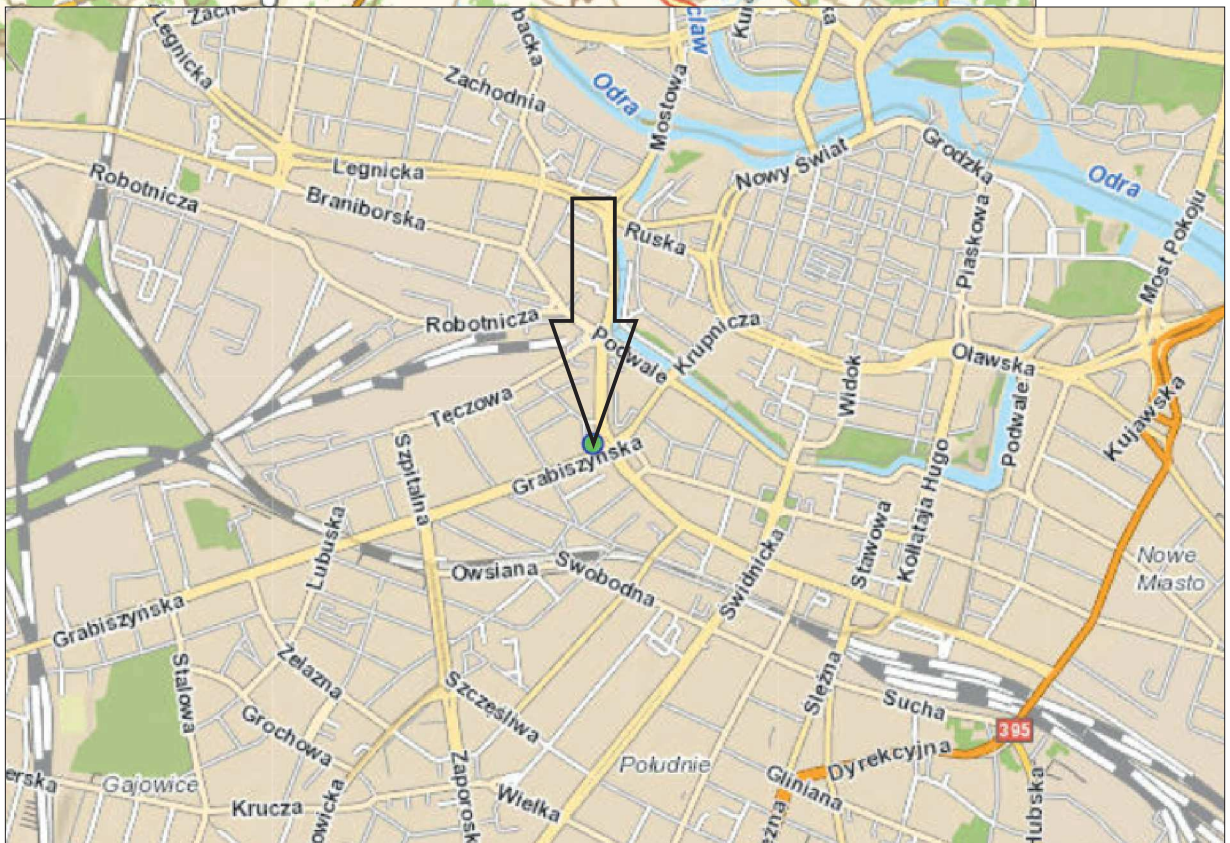 Legnicka
Zachodnia
Odra
Mostowa
Nowy Świat
Grodzka
Odra
Legnicka
Robotnicza
Braniborska
Ruska
Piaskowa
Most Pokoju
Robotnicza
Podwale
Krupnicza
Widok
Oławska
Podwale
Kujawska
Tęczowa
Szpitalna
Grabiszyńska
Kołłątaja Hugo
Stawowa
Nowe
Miasto
Lubuska
Owsiana
Swobodna
Świdnicka
Grabiszyńska
Stalowa
Żelazna
Grochowa
Szczęśliwa
Ślężna
Sucha
395
Południe
Dyrekcyjna
Gliniana
Gajowice
Krucza
Wielka
Hubska